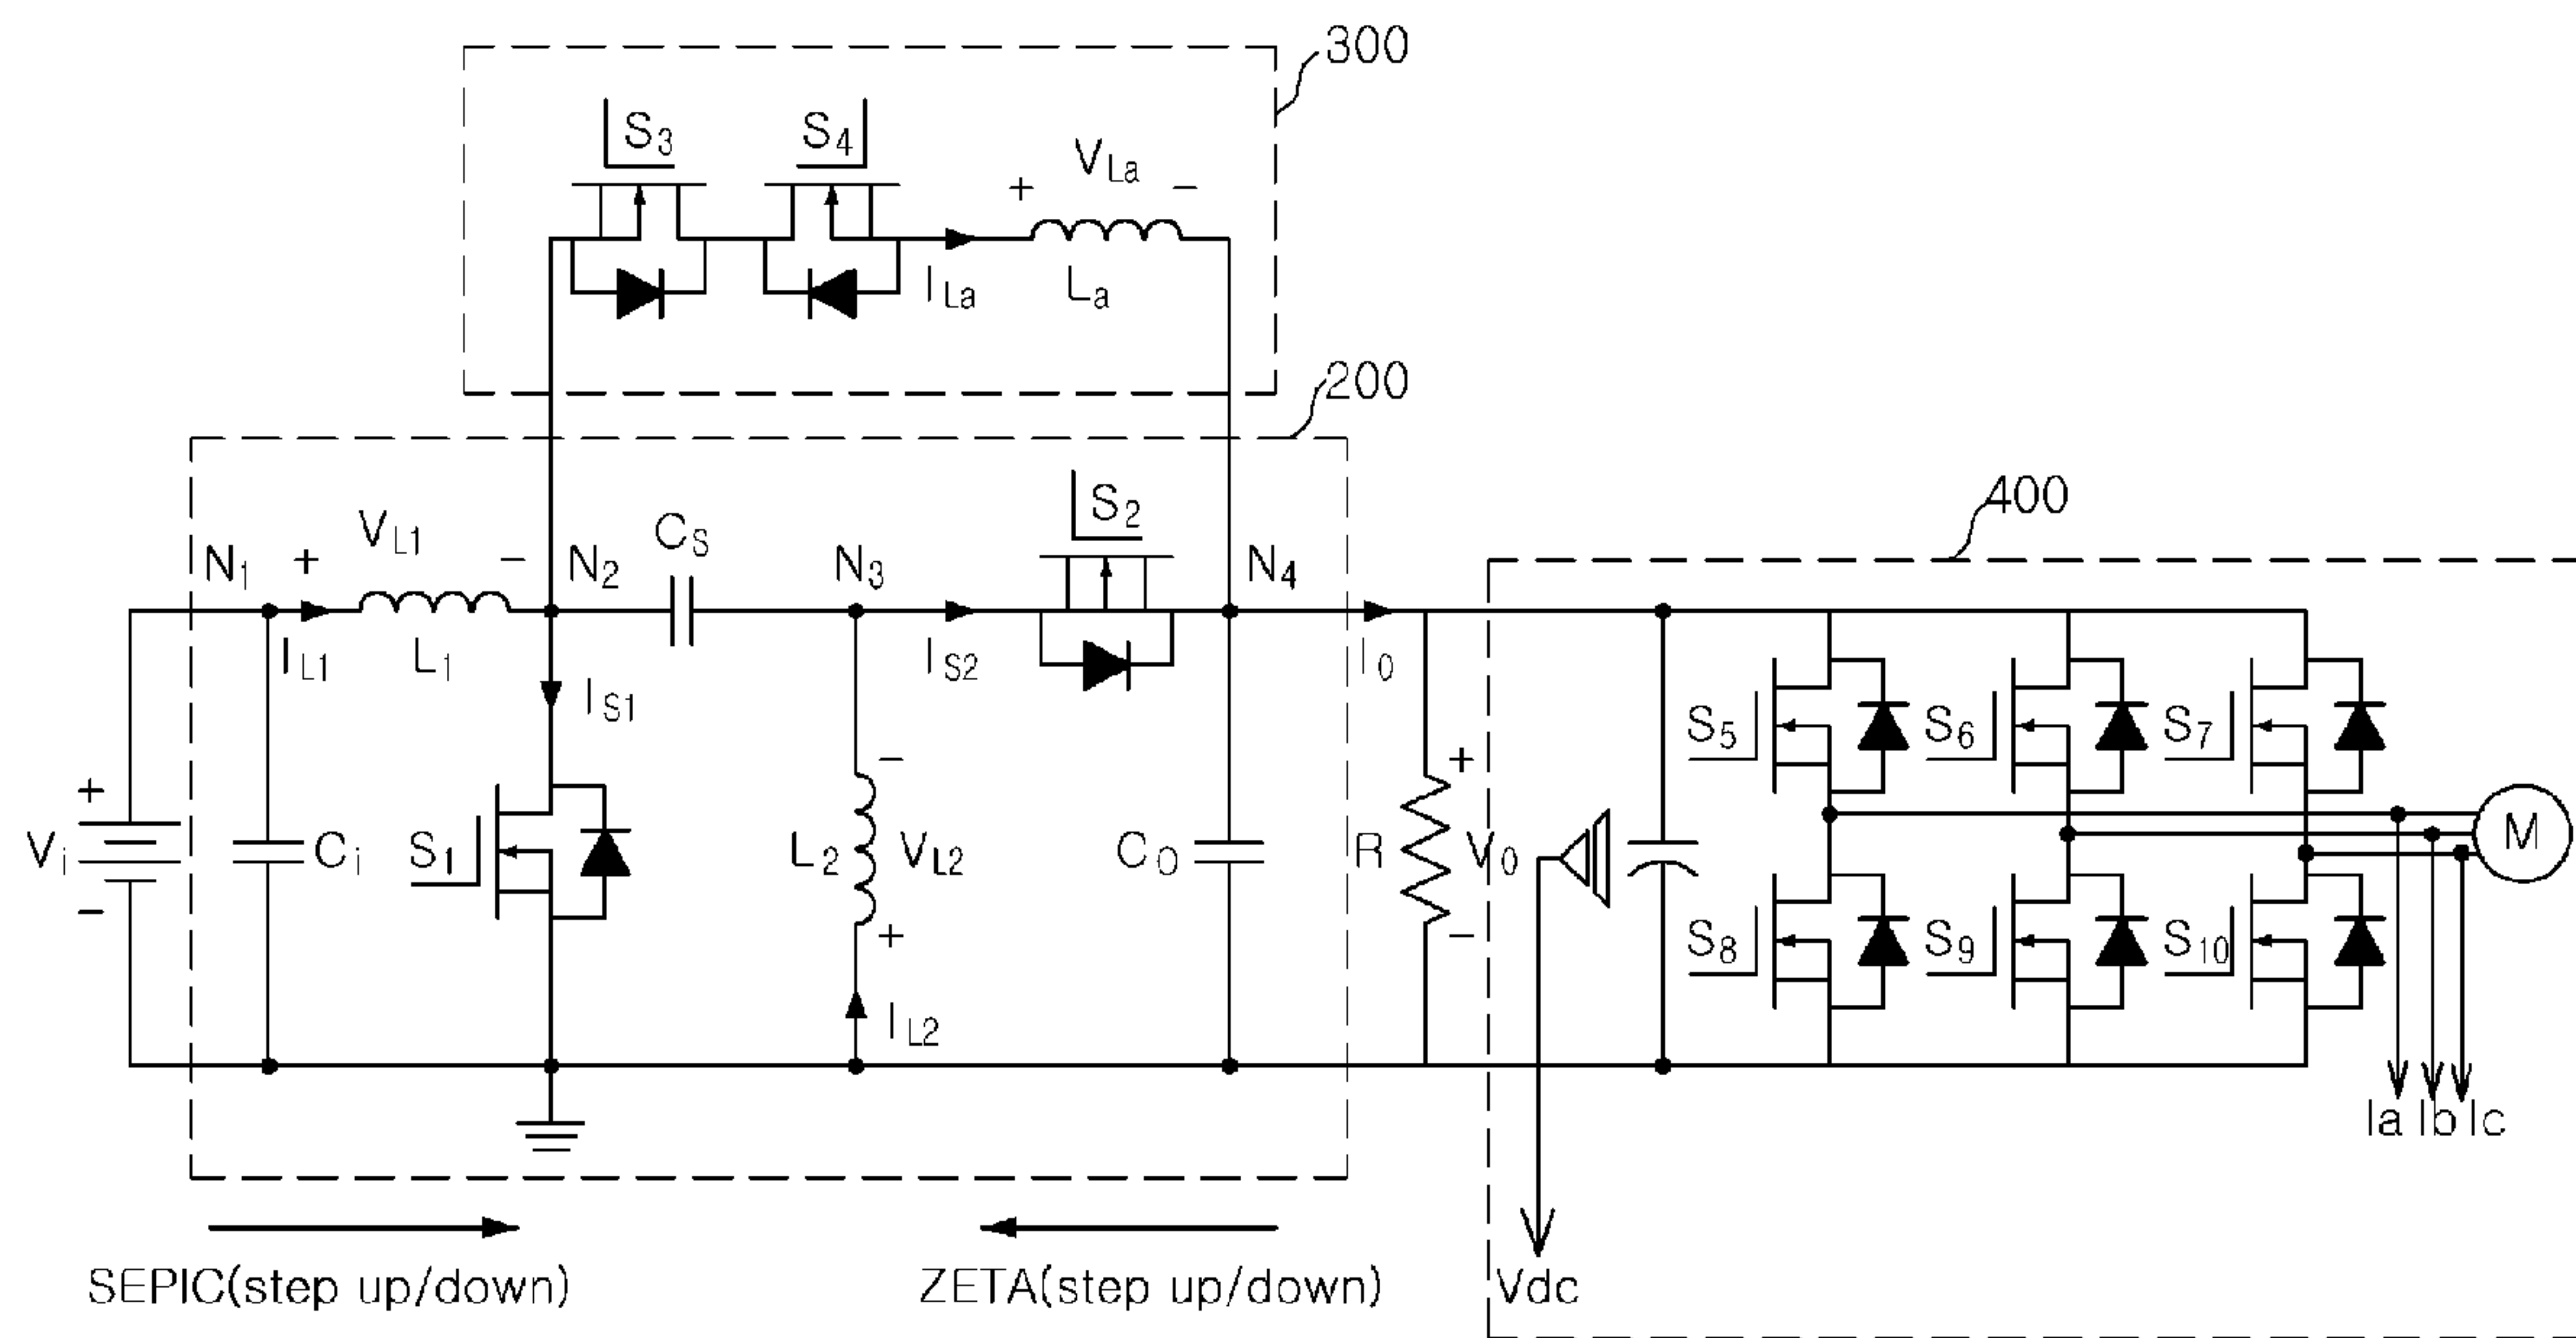 300
S3 S4 VLa
+ −
ILa La
200
S2
400
VL1 CS
N1 + − N2 N3 N4
IL1 L1 IS2 I0
IS1
S5 S6 S7
+ − +
Vi Ci S1 L2 VL2 CO R V0 M
− + −
S8 S9 S10
IL2
Ia Ib Ic
SEPIC(step up/down) ZETA(step up/down) Vdc